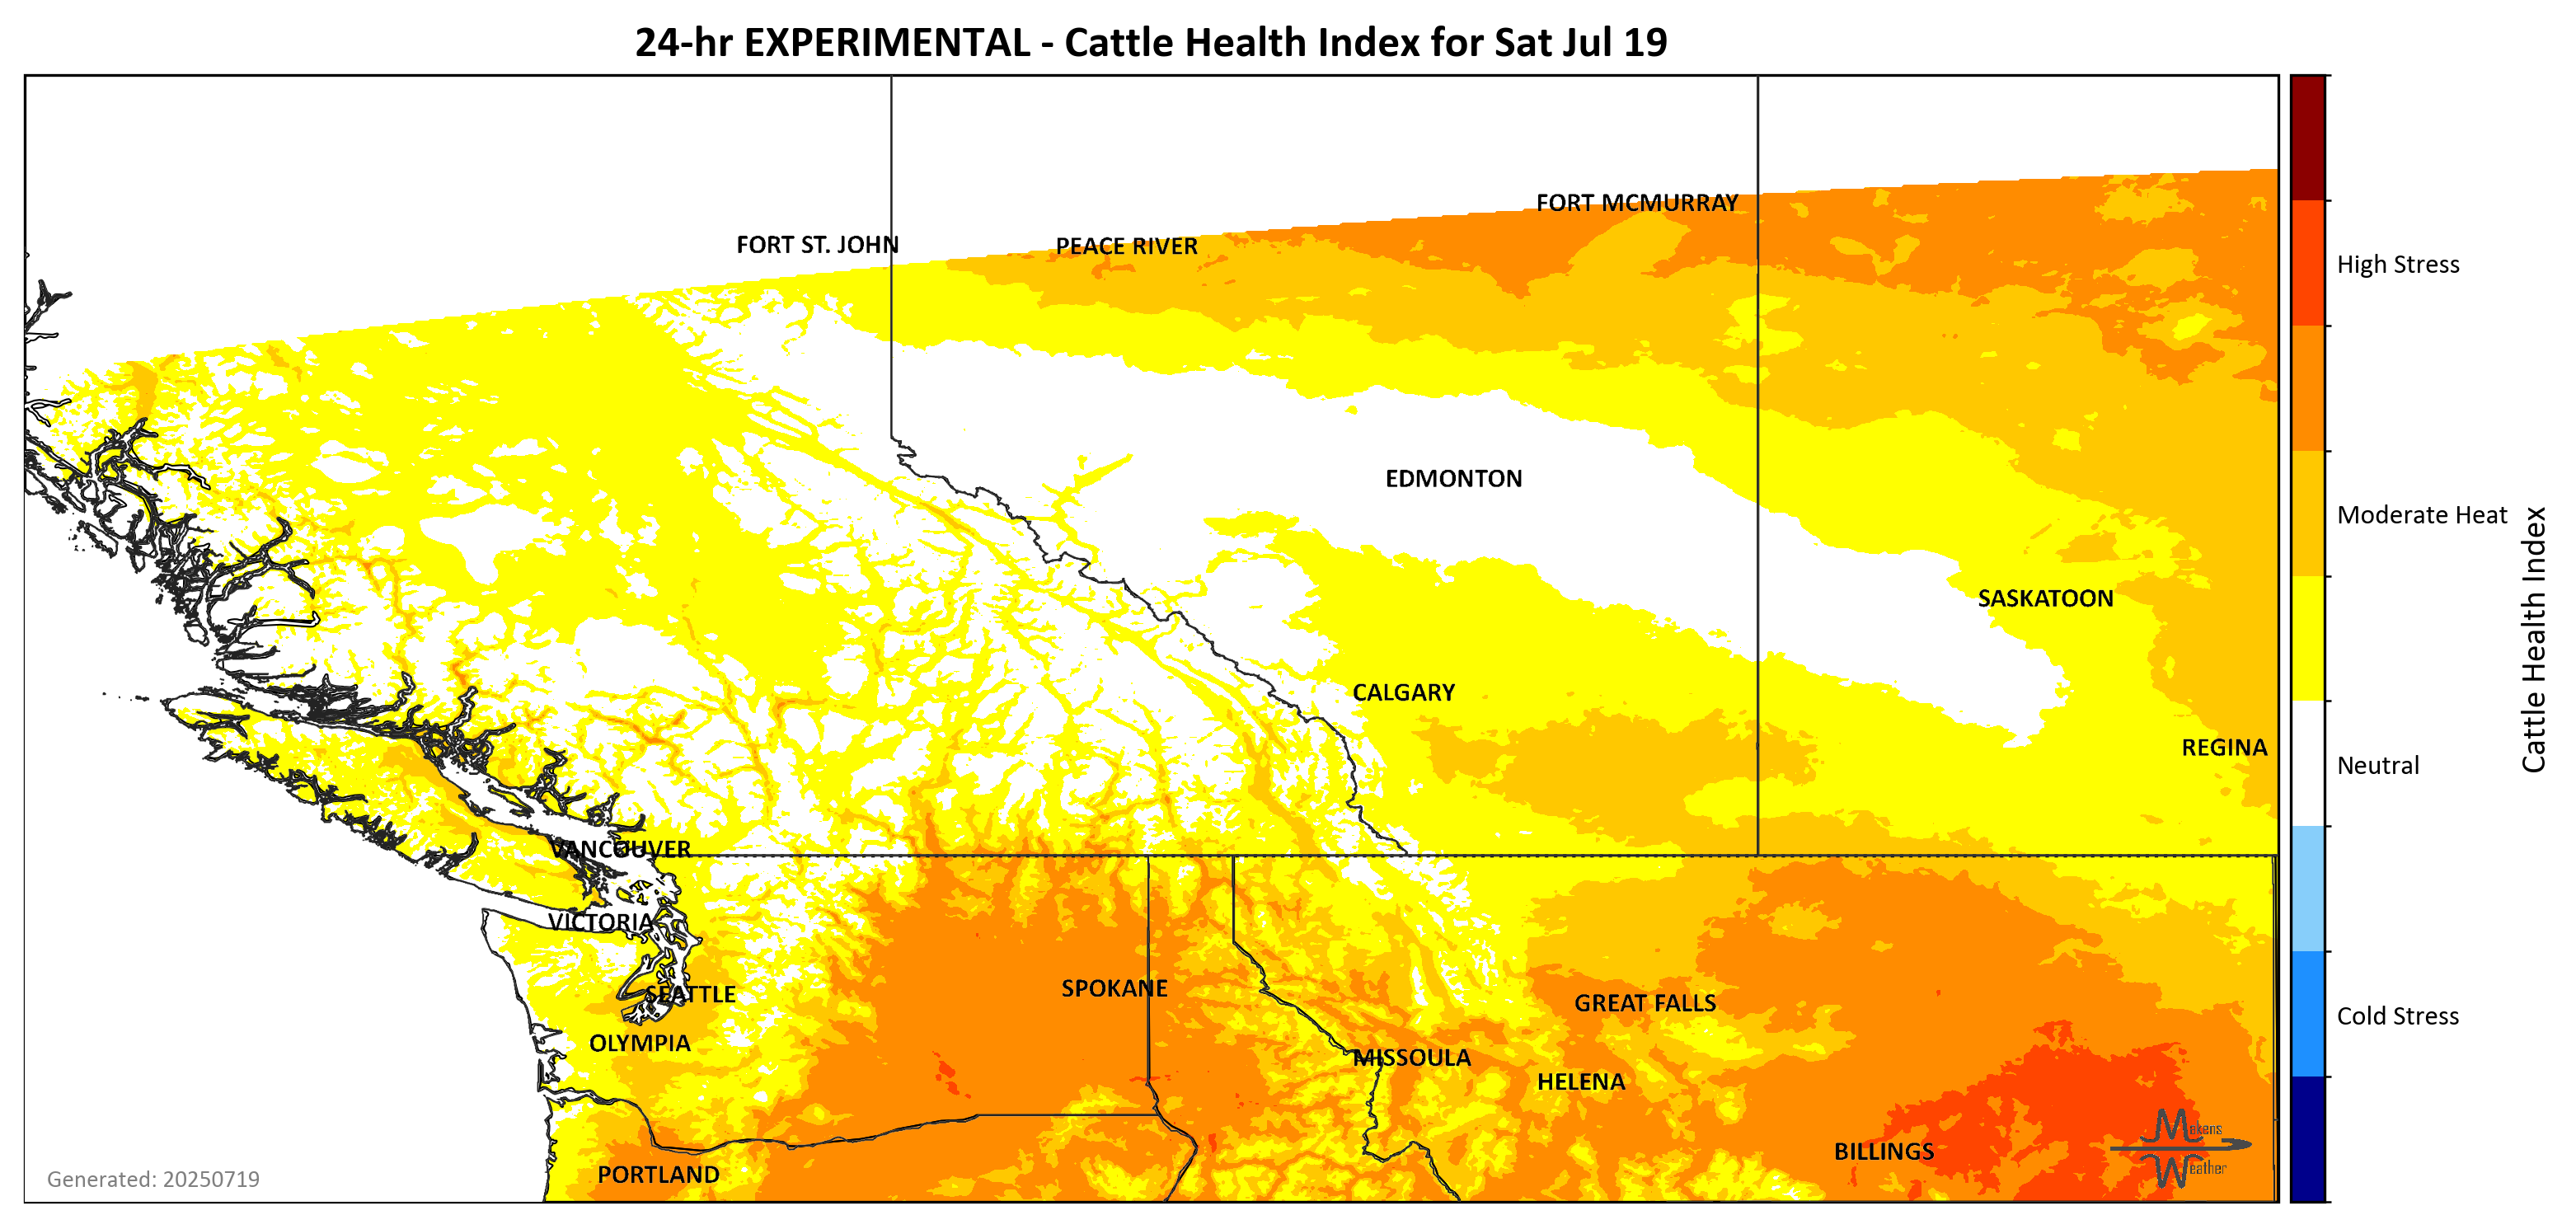 24-hr EXPERIMENTAL - Cattle Health Index for Sat Jul 19
FORT MCMURRAY
FORT ST. JOHN
PEACE RIVER
High Stress
EDMONTON
Moderate Heat
SASKATOON
CALGARY
REGINA
Neutral
Cattle Health Index
VANCOUVER
VICTORIA
SPOKANE
SEATTLE
GREAT FALLS
Cold Stress
OLYMPIA
MISSOULA
HELENA
Makens
Weather
BILLINGS
PORTLAND
Generated: 20250719